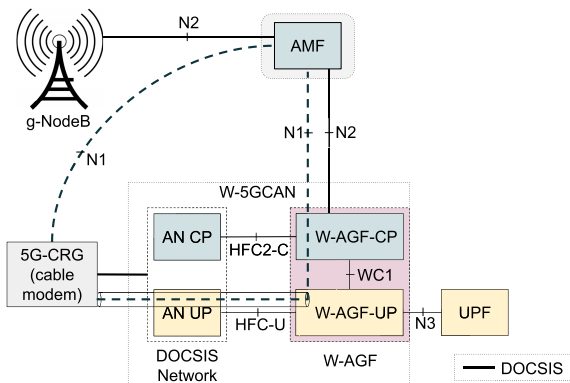 N2
AMF
g-NodeB
N1
N2
N1
W-5GCAN
AN CP
W-AGF-CP
HFC2-C
5G-CRG
(cable
modem)
WC1
AN UP
W-AGF-UP
UPF
HFC-U
N3
DOCSIS
Network
W-AGF
DOCSIS